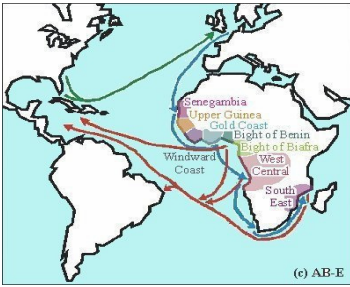 Senegambia
Upper Guinea
Gold Coast
Bight of Benin
Bight of Biafra
Windward
Coast
West
Central
South
East
(c) AB-E